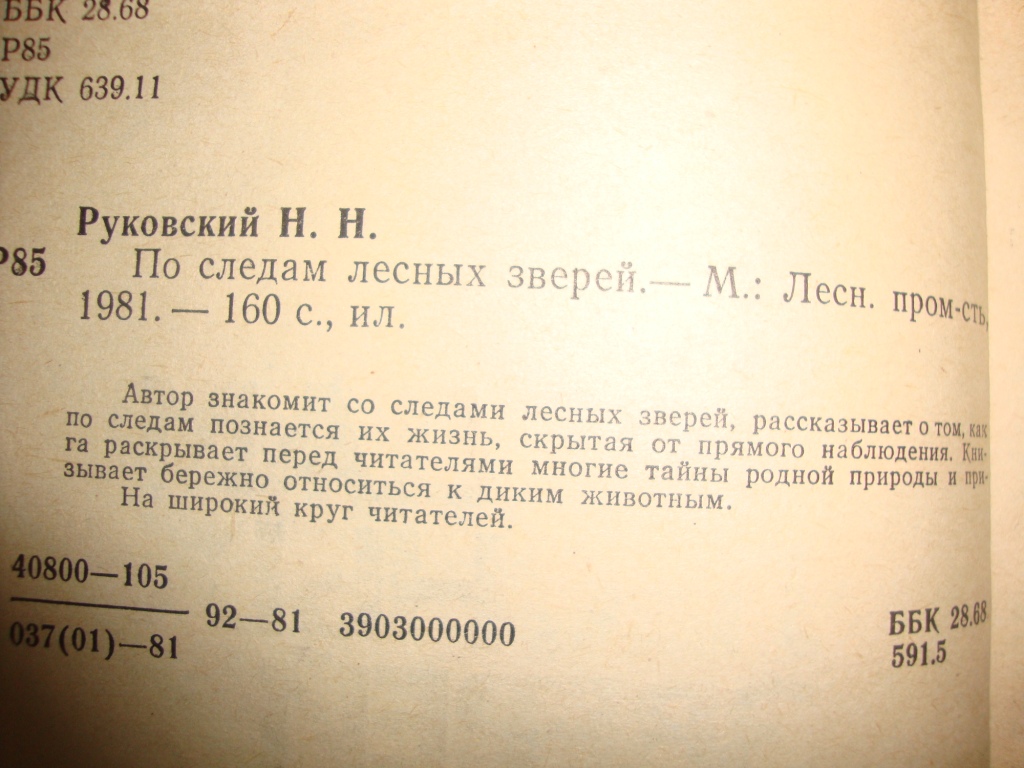 ББК 28.68
Р85
УДК 639.11
Руковский Н. Н.
Р85 По следам лесных зверей.— М.: Лесн. пром-сть,
1981. — 160 с., ил.
Автор знакомит со следами лесных зверей, рассказывает о том, как
по следам познается их жизнь, скрытая от прямого наблюдения. Кни-
га раскрывает перед читателями многие тайны родной природы и при-
зывает бережно относиться к диким животным.
На широкий круг читателей.
40800—105
037(01)—81
92—81 3903000000
ББК 28.68
591.5